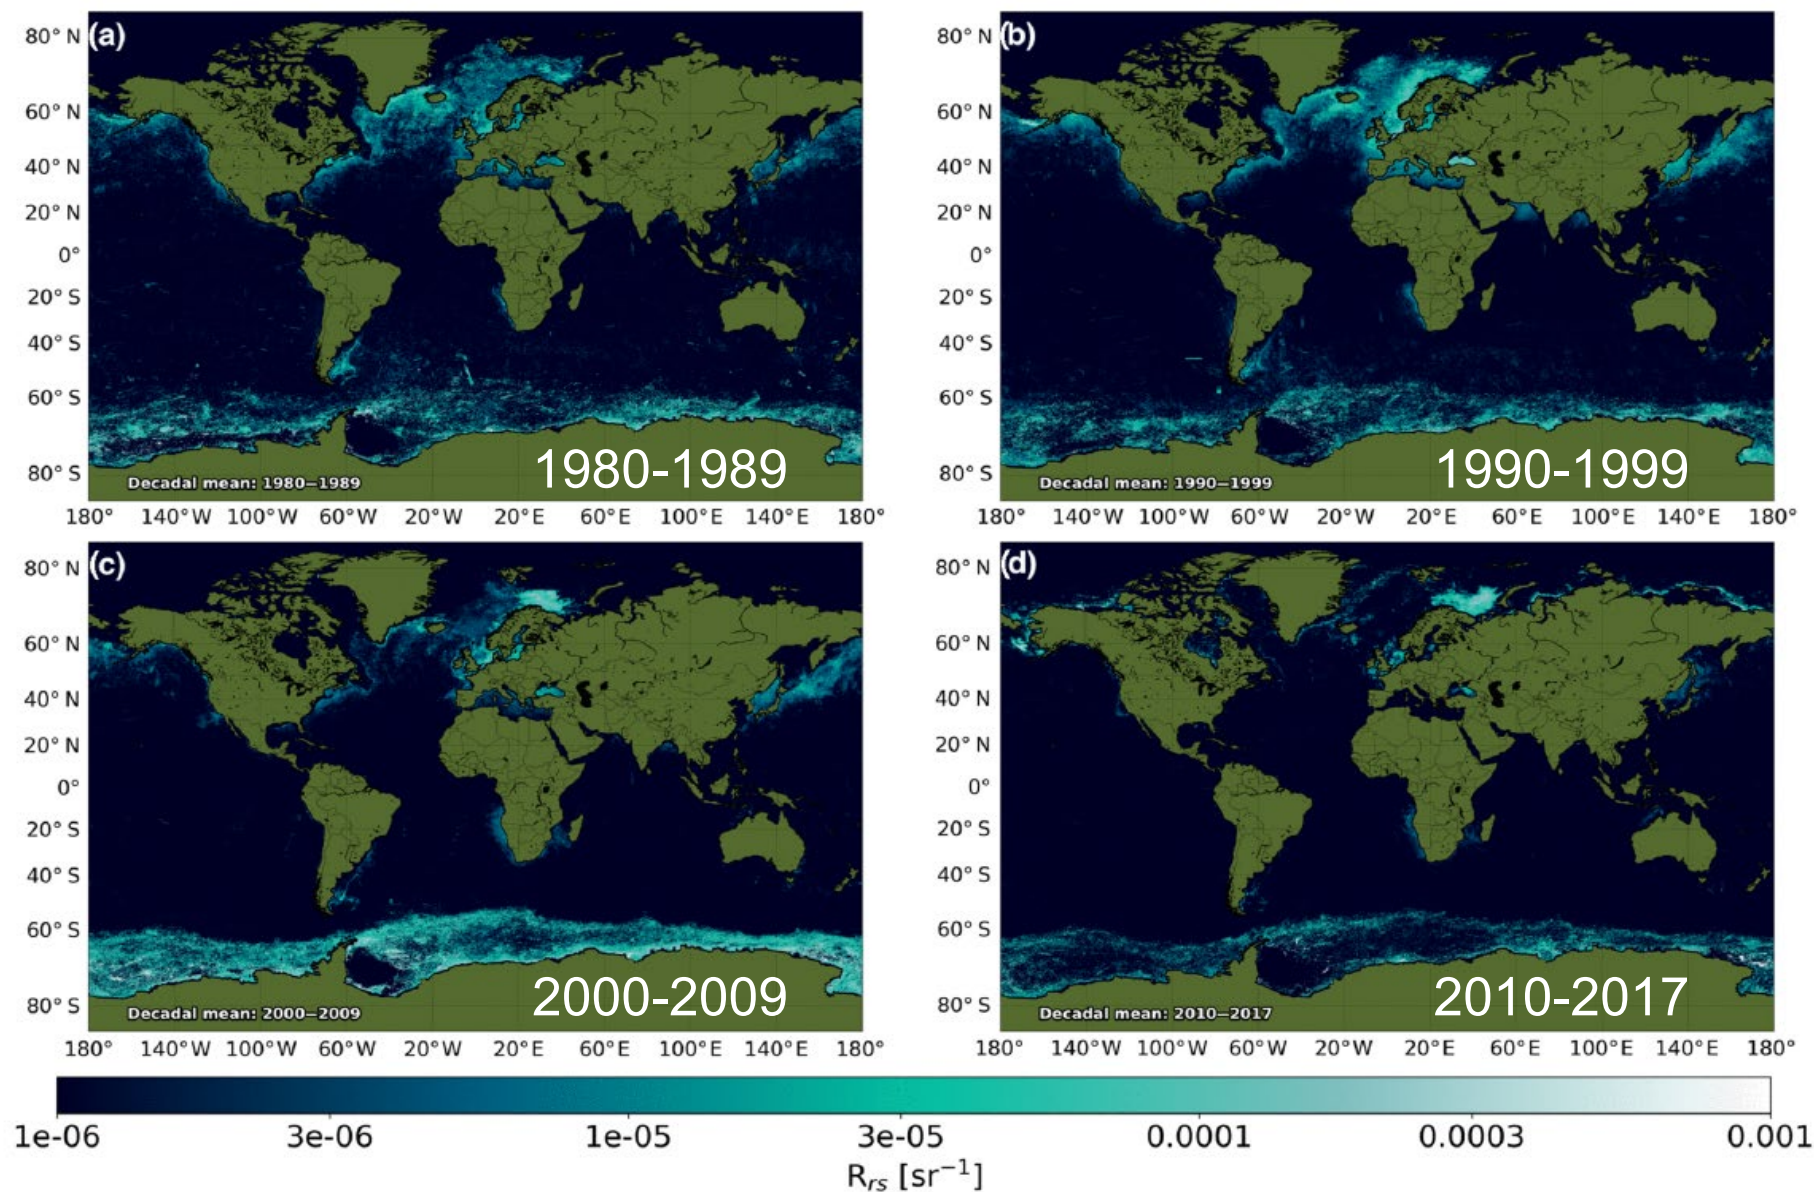 (a)
80° N
60° N
40° N
20° N
0°
20° S
40° S
60° S
80° S
Decadal mean: 1980—1989
1980-1989
180° 140°W 100°W 60°W 20°W 20°E 60°E 100°E 140°E 180°
(b)
80° N
60° N
40° N
20° N
0°
20° S
40° S
60° S
80° S
Decadal mean: 1990—1999
1990-1999
180° 140°W 100°W 60°W 20°W 20°E 60°E 100°E 140°E 180°
(c)
80° N
60° N
40° N
20° N
0°
20° S
40° S
60° S
80° S
Decadal mean: 2000—2009
2000-2009
180° 140°W 100°W 60°W 20°W 20°E 60°E 100°E 140°E 180°
(d)
80° N
60° N
40° N
20° N
0°
20° S
40° S
60° S
80° S
Decadal mean: 2010—2017
2010-2017
180° 140°W 100°W 60°W 20°W 20°E 60°E 100°E 140°E 180°
1e-06 3e-06 1e-05 3e-05 0.0001 0.0003 0.001
R_rs [sr⁻¹]